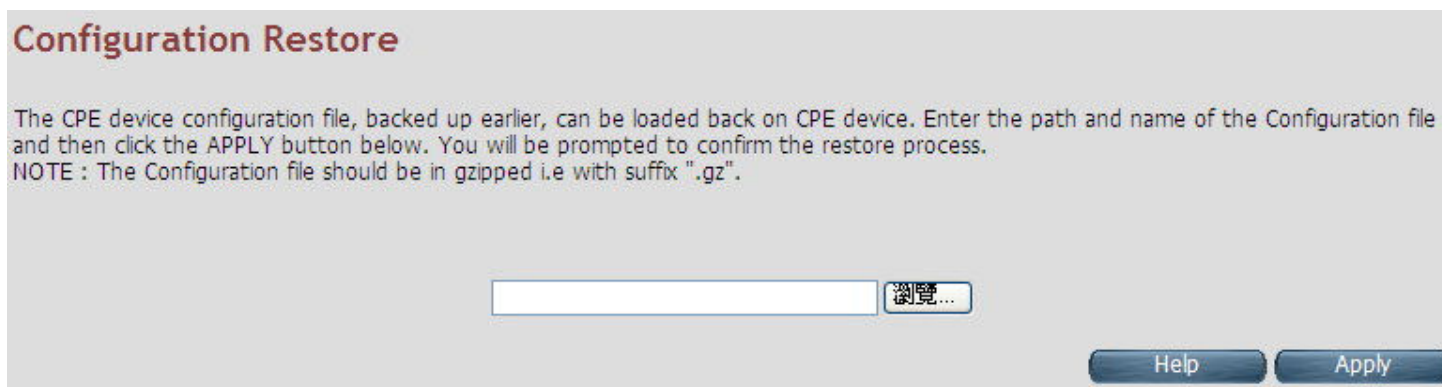 Configuration Restore
The CPE device configuration file, backed up earlier, can be loaded back on CPE device. Enter the path and name of the Configuration file
and then click the APPLY button below. You will be prompted to confirm the restore process.
NOTE : The Configuration file should be in gzipped i.e with suffix ".gz".
瀏覽...
Help Apply